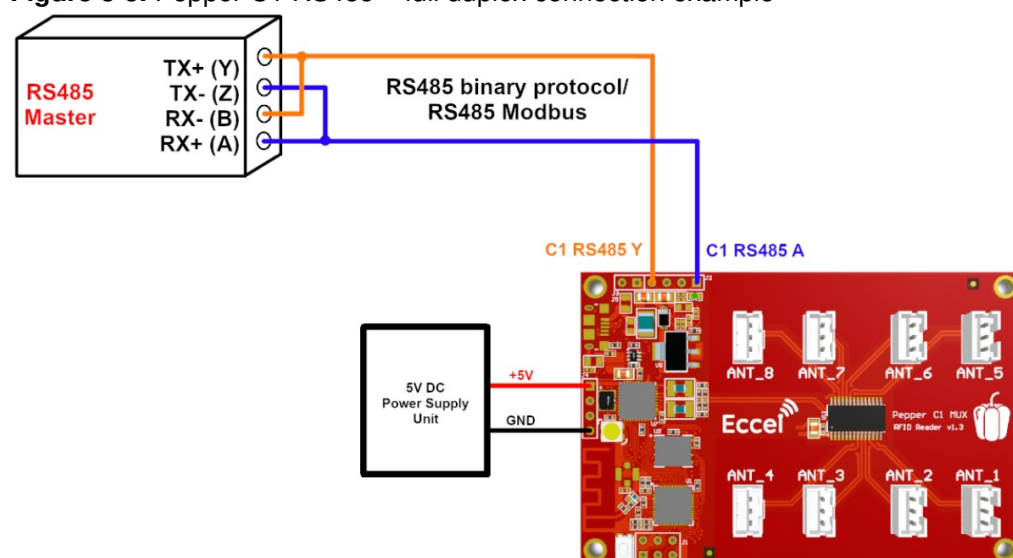 TX+ (Y)
TX- (Z)
RX- (B)
RX+ (A)
RS485
Master
RS485 binary protocol/
RS485 Modbus
C1 RS485 Y
C1 RS485 A
5V DC
Power Supply
Unit
+5V
GND
J2
ANT_8
ANT_7
ANT_6
ANT_5
Eccel
Pepper C1 MUX
RFID Reader v1.3
ANT_4
ANT_3
ANT_2
ANT_1
J1